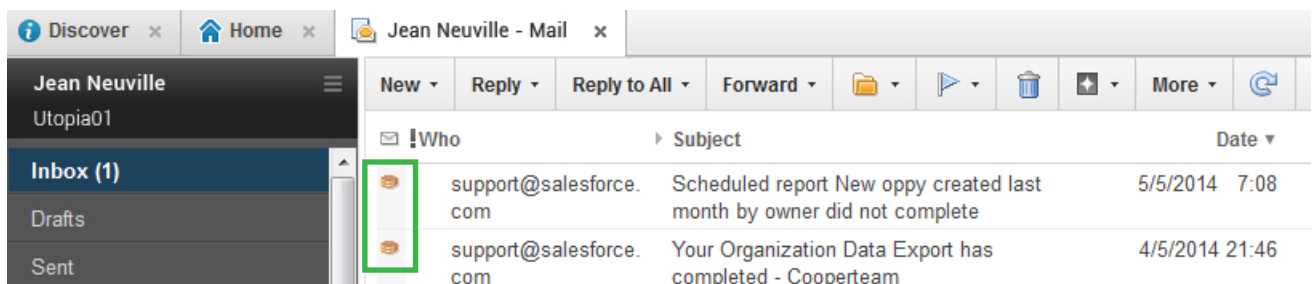 Discover × Home × Jean Neuville - Mail ×
Jean Neuville
Utopia01
New Reply Reply to All Forward More
!Who Subject Date
Inbox (1)
Drafts
Sent
support@salesforce. Scheduled report New oppy created last 5/5/2014 7:08
com month by owner did not complete
support@salesforce. Your Organization Data Export has 4/5/2014 21:46
com completed - Cooperteam